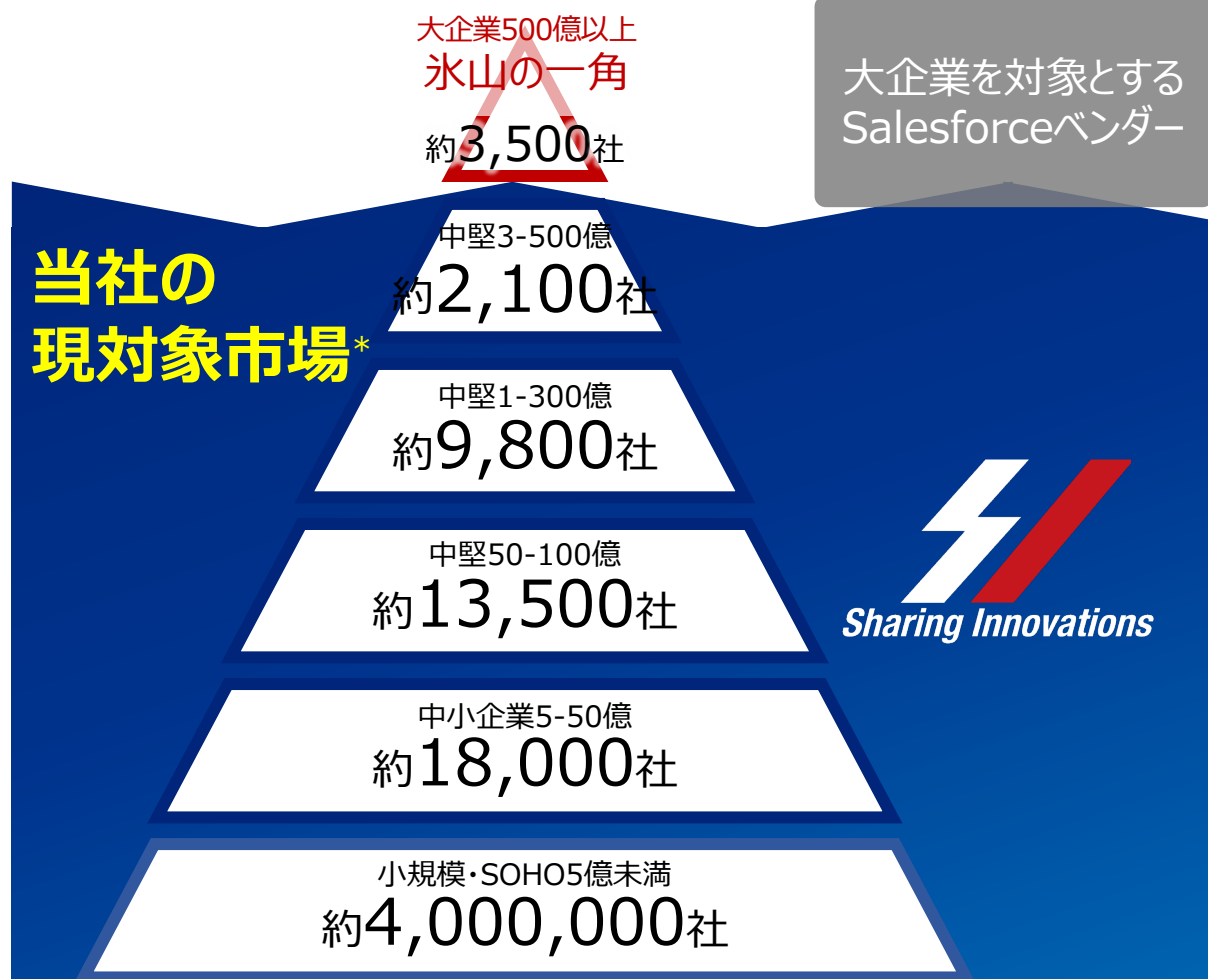 大企業500億以上
氷山の一角
約3,500社
大企業を対象とする
Salesforceベンダー
当社の
現対象市場*
中堅3-500億
約2,100社
中堅1-300億
約9,800社
中堅50-100億
約13,500社
Sharing Innovations
中小企業5-50億
約18,000社
小規模・SOHO5億未満
約4,000,000社